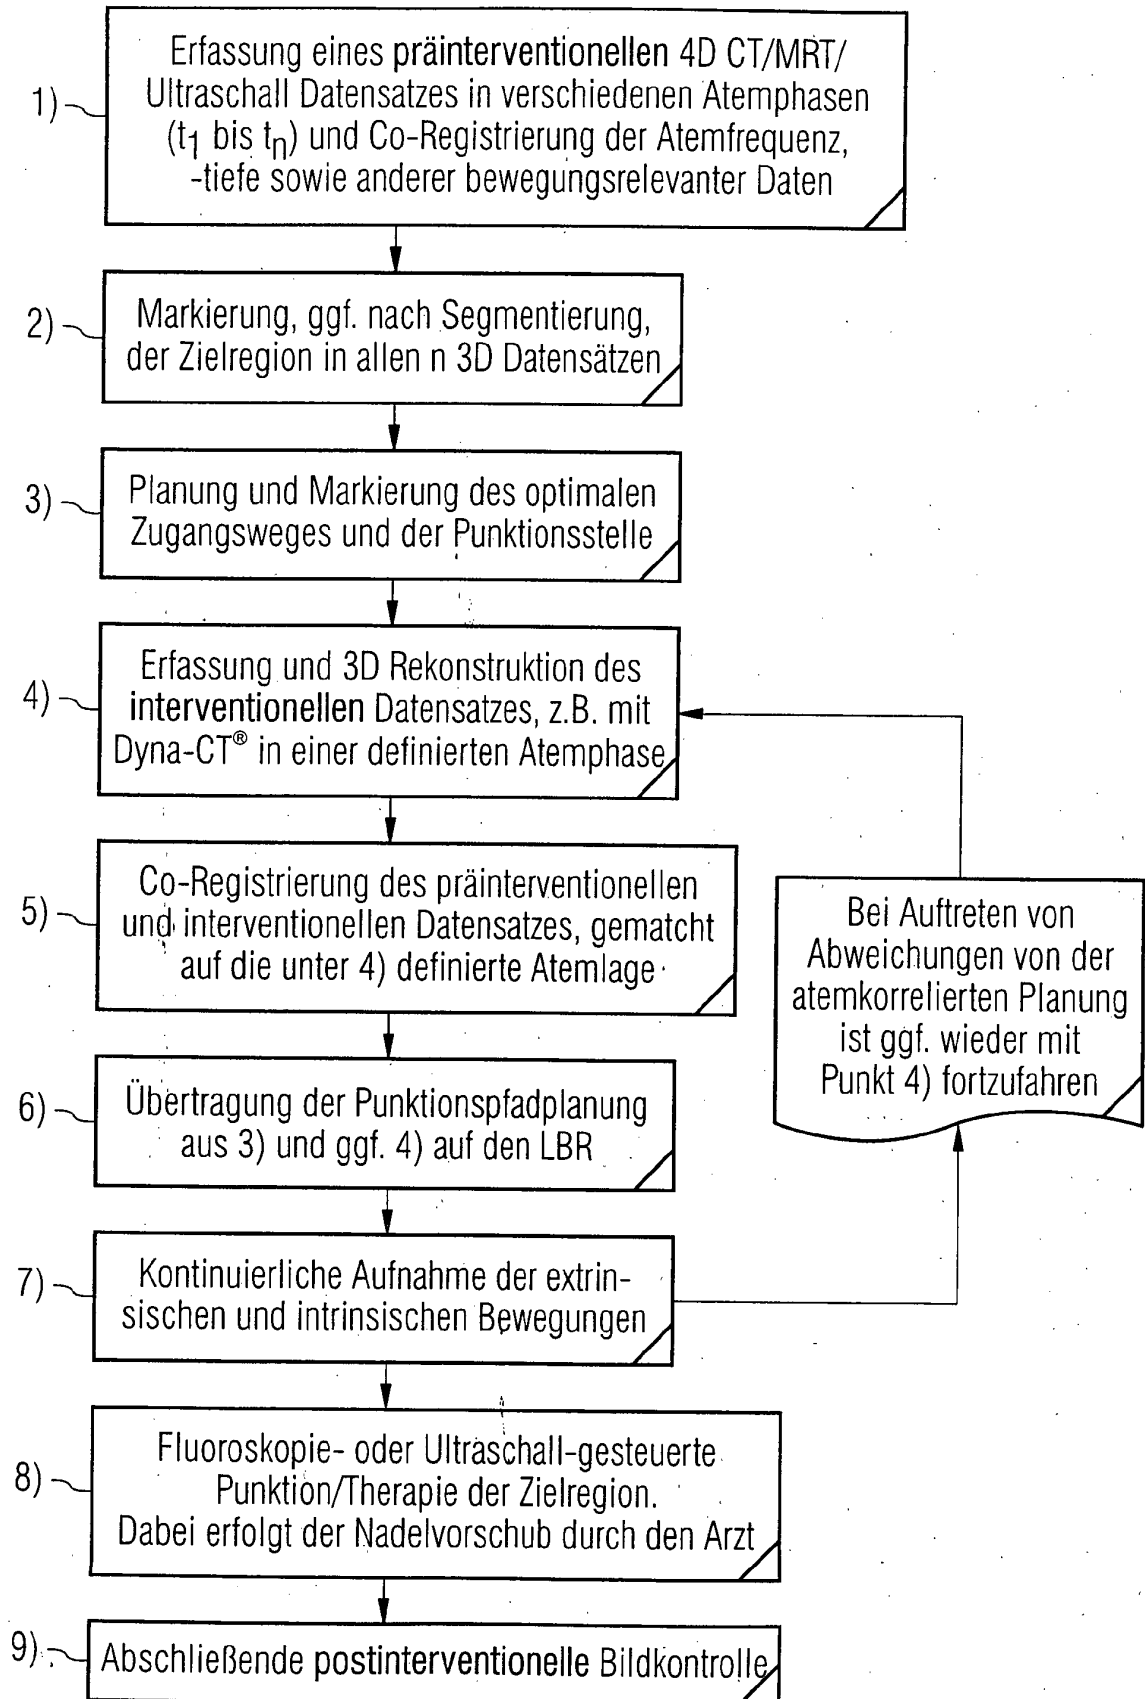 1)
Erfassung eines präinterventionellen 4D CT/MRT/
Ultraschall Datensatzes in verschiedenen Atemphasen
(t1 bis tn) und Co-Registrierung der Atemfrequenz,
-tiefe sowie anderer bewegungsrelevanter Daten
2)
Markierung, ggf. nach Segmentierung,
der Zielregion in allen n 3D Datensätzen
3)
Planung und Markierung des optimalen
Zugangsweges und der Punktionsstelle
4)
Erfassung und 3D Rekonstruktion des
interventionellen Datensatzes, z.B. mit
Dyna-CT® in einer definierten Atemphase
5)
Co-Registrierung des präinterventionellen
und interventionellen Datensatzes, gematcht
auf die unter 4) definierte Atemlage
6)
Übertragung der Punktionspfadplanung
aus 3) und ggf. 4) auf den LBR
7)
Kontinuierliche Aufnahme der extrin-
sischen und intrinsischen Bewegungen
Bei Auftreten von
Abweichungen von der
atemkorrelierten Planung
ist ggf. wieder mit
Punkt 4) fortzufahren
8)
Fluoroskopie- oder Ultraschall-gesteuerte
Punktion/Therapie der Zielregion.
Dabei erfolgt der Nadelvorschub durch den Arzt
9)
Abschließende postinterventionelle Bildkontrolle